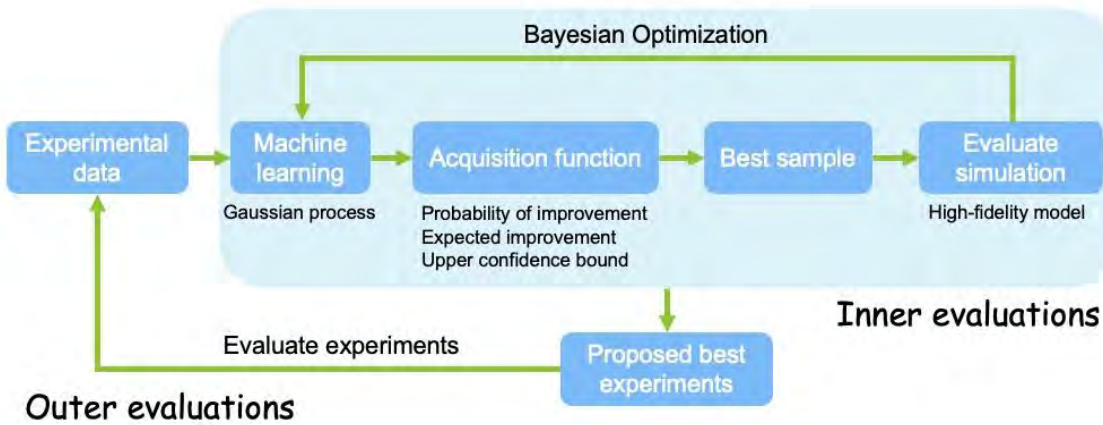 Bayesian Optimization
Experimental
data
Machine
learning
Acquisition function
Best sample
Evaluate
simulation
Gaussian process
Probability of improvement
Expected improvement
Upper confidence bound
High-fidelity model
Inner evaluations
Evaluate experiments
Proposed best
experiments
Outer evaluations